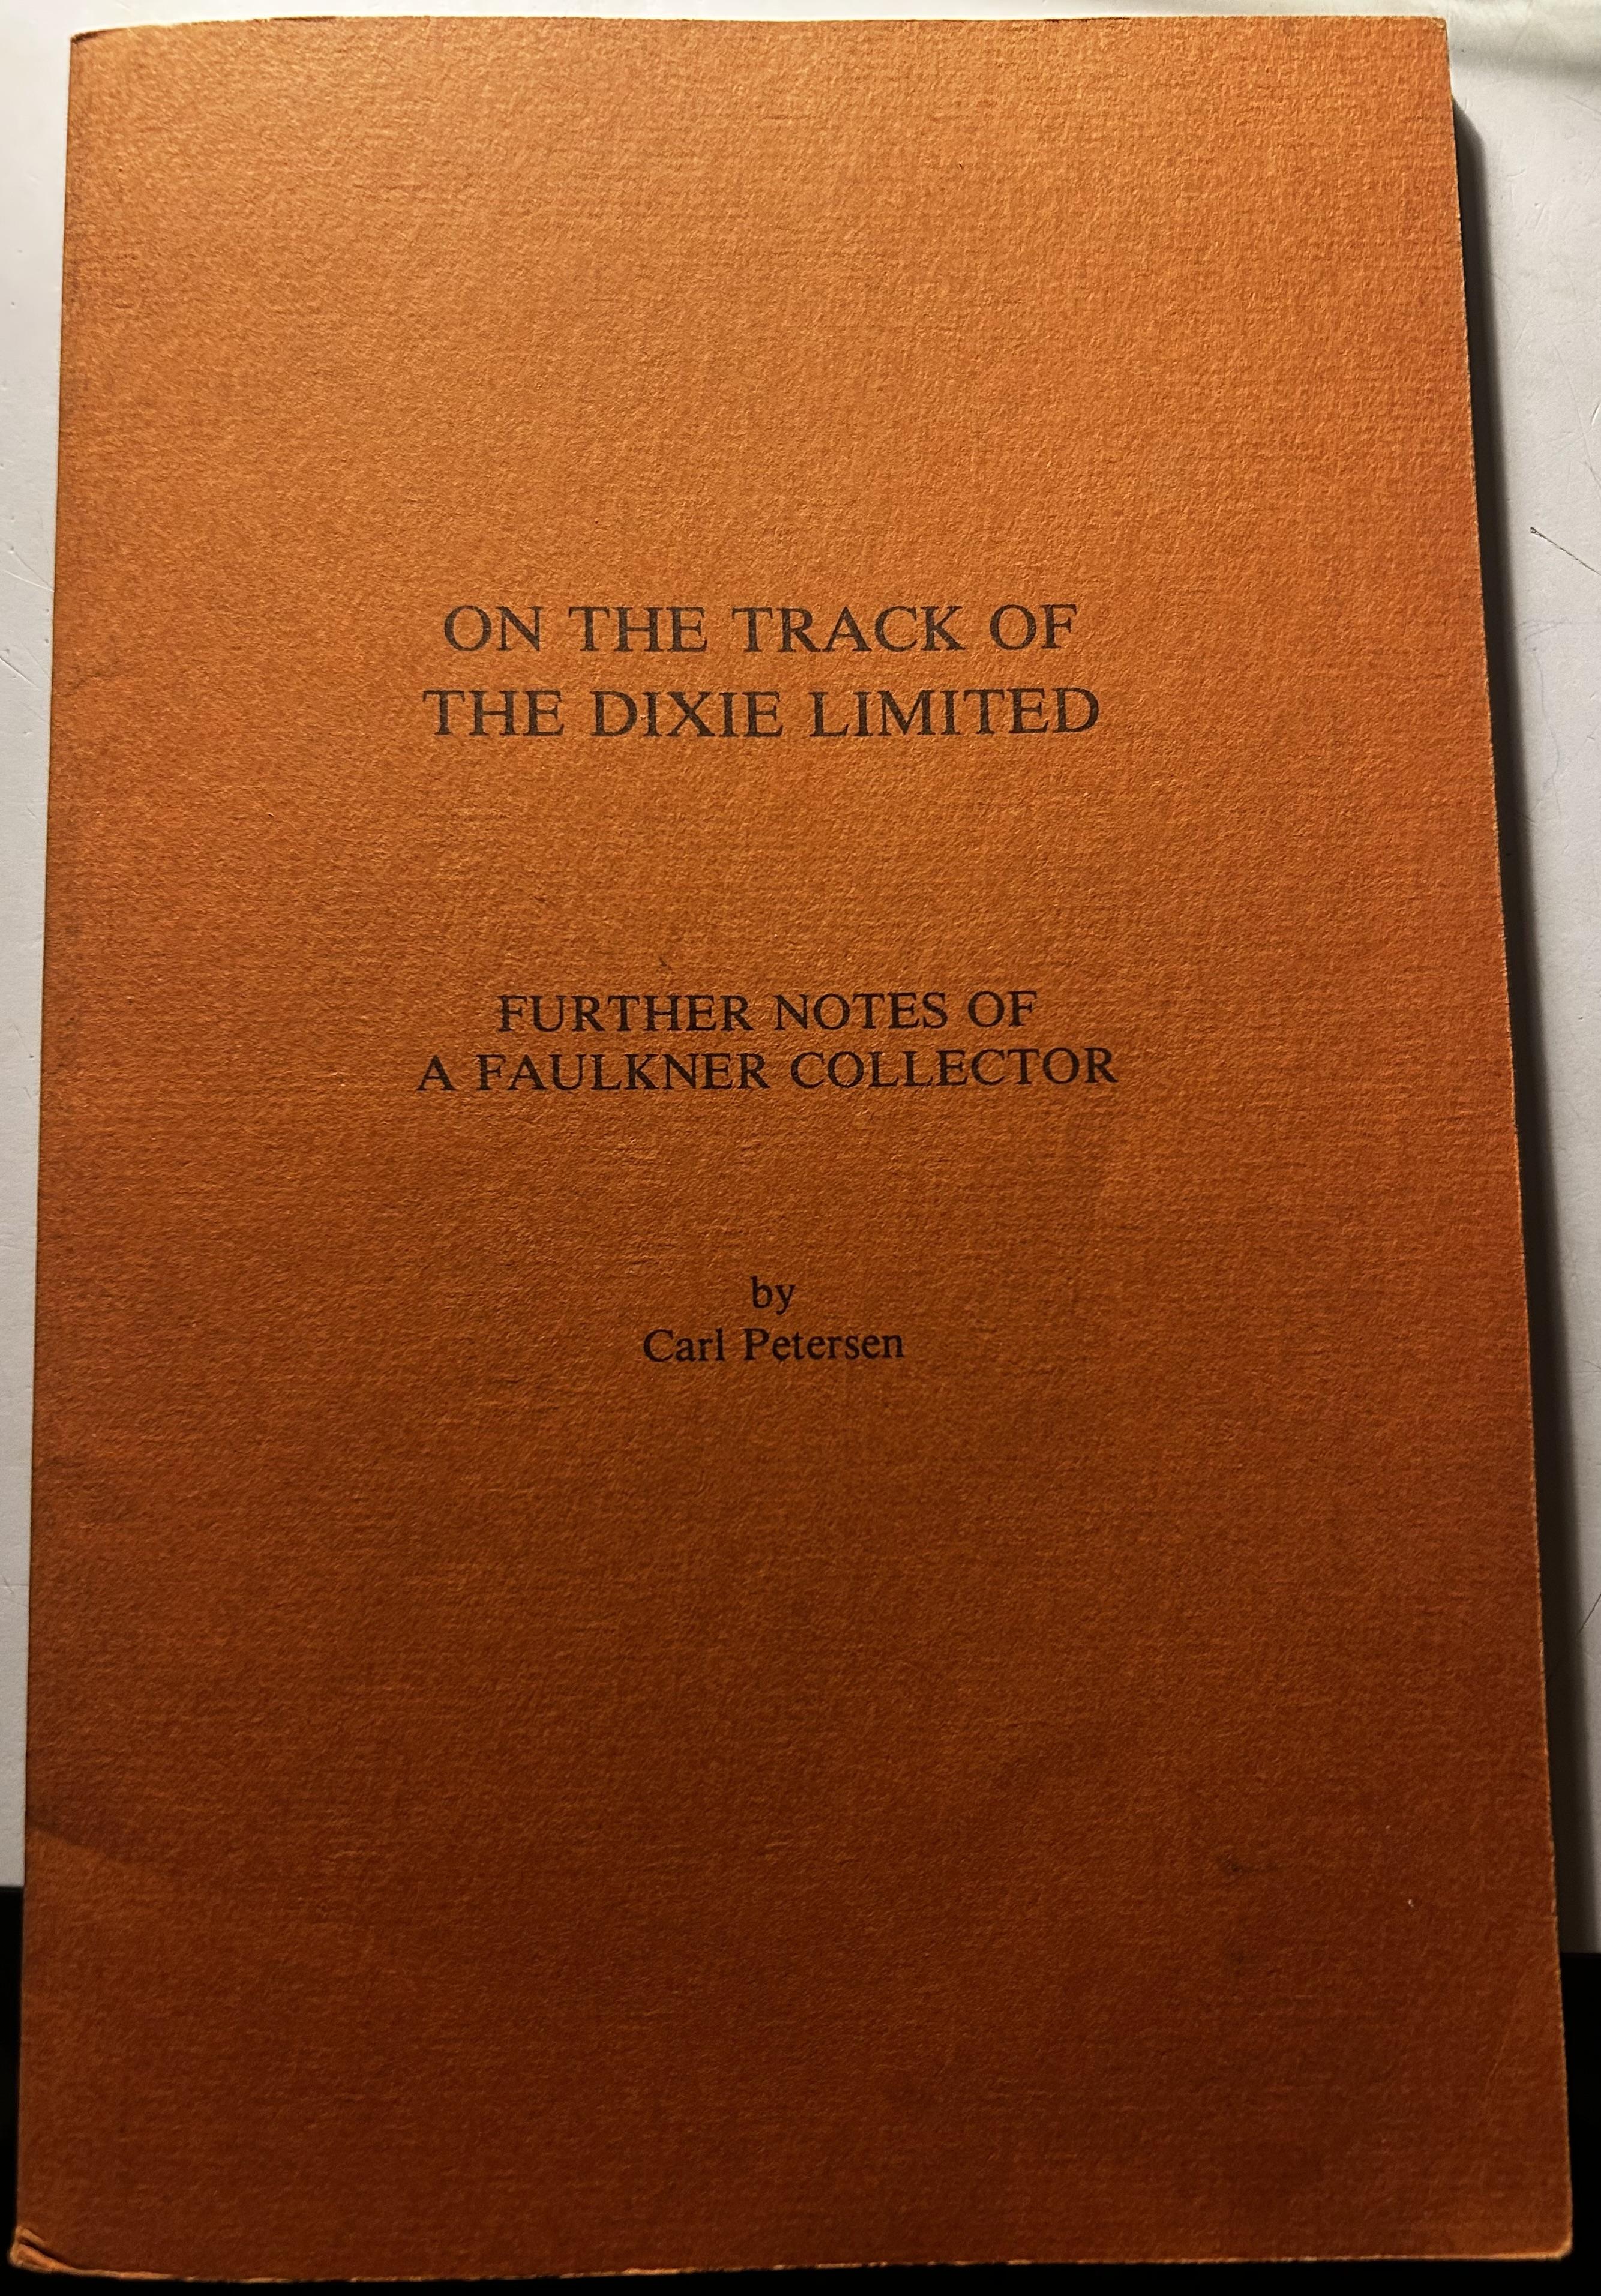 ON THE TRACK OF
THE DIXIE LIMITED
FURTHER NOTES OF
A FAULKNER COLLECTOR
by
Carl Petersen